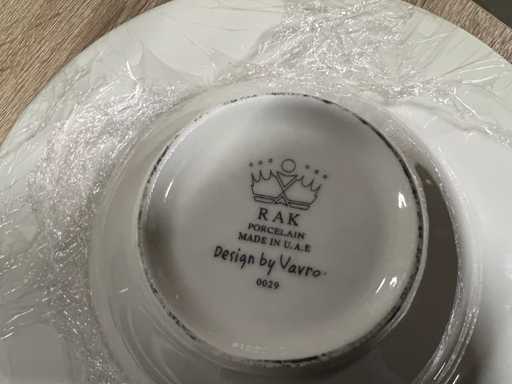 RAK
PORCELAIN
MADE IN U.A.E
Design by Vavro
0029